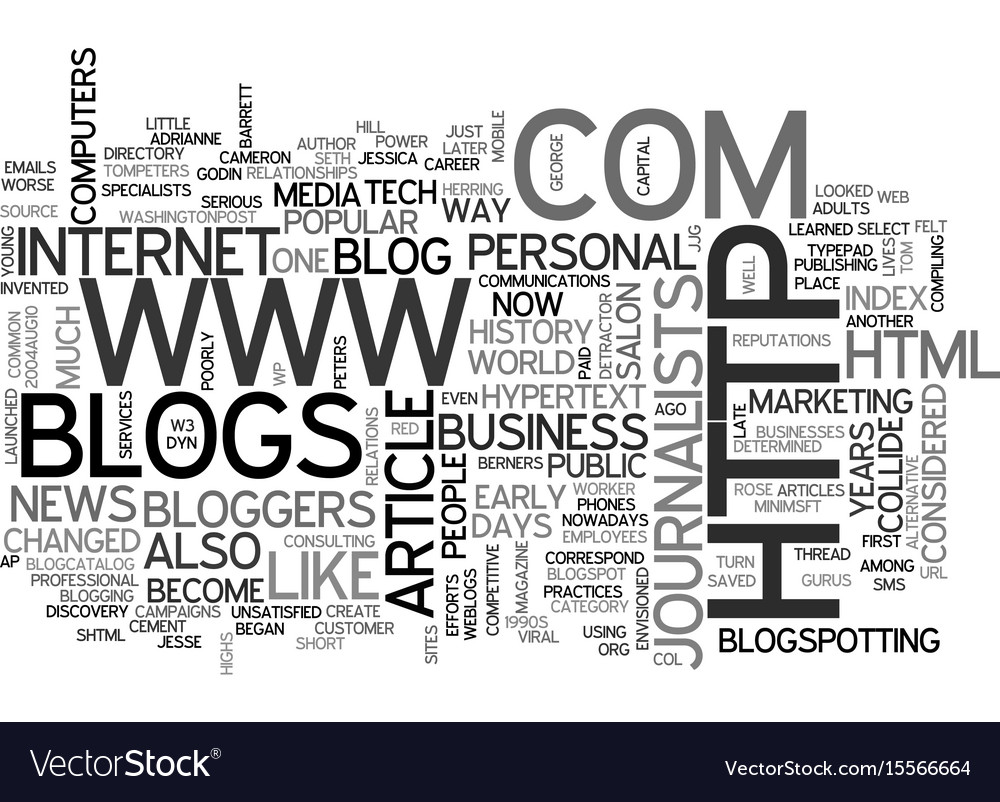 COMPUTERS
LITTLE
ADRIANNE
BARRETT
DIRECTORY
TOMPETERS
SPECIALISTS
EMAILS
WORSE
SOURCE
CAMERON
GODIN
RELATIONSHIPS
SERIOUS
WASHINGTONPOST
AUTHOR
SETH
HILL
POWER
JESSICA
JUST
LATER
CAREER
MOBILE
MEDIA
TECH
HERRING
POPULAR
WAY
COM
GEORGE
CAPITAL
LOOKED
WEB
ADULTS
LEARNED
SELECT
FELT
TYPEPAD
PUBLISHING
PLACE
LIVES
TOM
COMPILING
YOUNG
INTERNET
ONE
BLOG
PERSONAL
JJG
INVENTED
WWW
COMMUNICATIONS
NOW
HISTORY
WORLD
PAID
DETRACTOR
SALON
HTTP
WELL
INDEX
ANOTHER
REPUTATIONS
HTML
COMMON
2004AUG10
MUCH
POORLY
WP
PETERS
HYPERTEXT
JOURNALISTS
AGO
LATE
MARKETING
BUSINESSES
DETERMINED
LAUNCHED
BLOGS
SERVICES
W3
DYN
RELATIONS
RED
ARTICLE
EVEN
BUSINESS
BERNERS
PUBLIC
YEARS
COLLIDE
CONSIDERED
ALTERNATIVE
NEWS
BLOGGERS
PEOPLE
EARLY
DAYS
WORKER
PHONES
NOWADAYS
EMPLOYEES
ROSE
ARTICLES
MINIMSFT
FIRST
CHANGED
ALSO
CONSULTING
LIKE
AP
BLOGCATALOG
PROFESSIONAL
BLOGGING
BECOME
EFFORTS
WEBLOGS
COMPETITIVE
MAGAZINE
1990S
CORRESPOND
BLOGSPOT
PRACTICES
CATEGORY
ENVISIONED
TURN
SAVED
THREAD
GURUS
AMONG
SMS
URL
DISCOVERY
CAMPAIGNS
UNSATISFIED
CREATE
SHTML
CEMENT
BEGAN
CUSTOMER
JESSE
HIGHS
SHORT
SITES
VIRAL
USING
ORG
COL
BLOGSPOTTING
VectorStock®
VectorStock.com/15566664